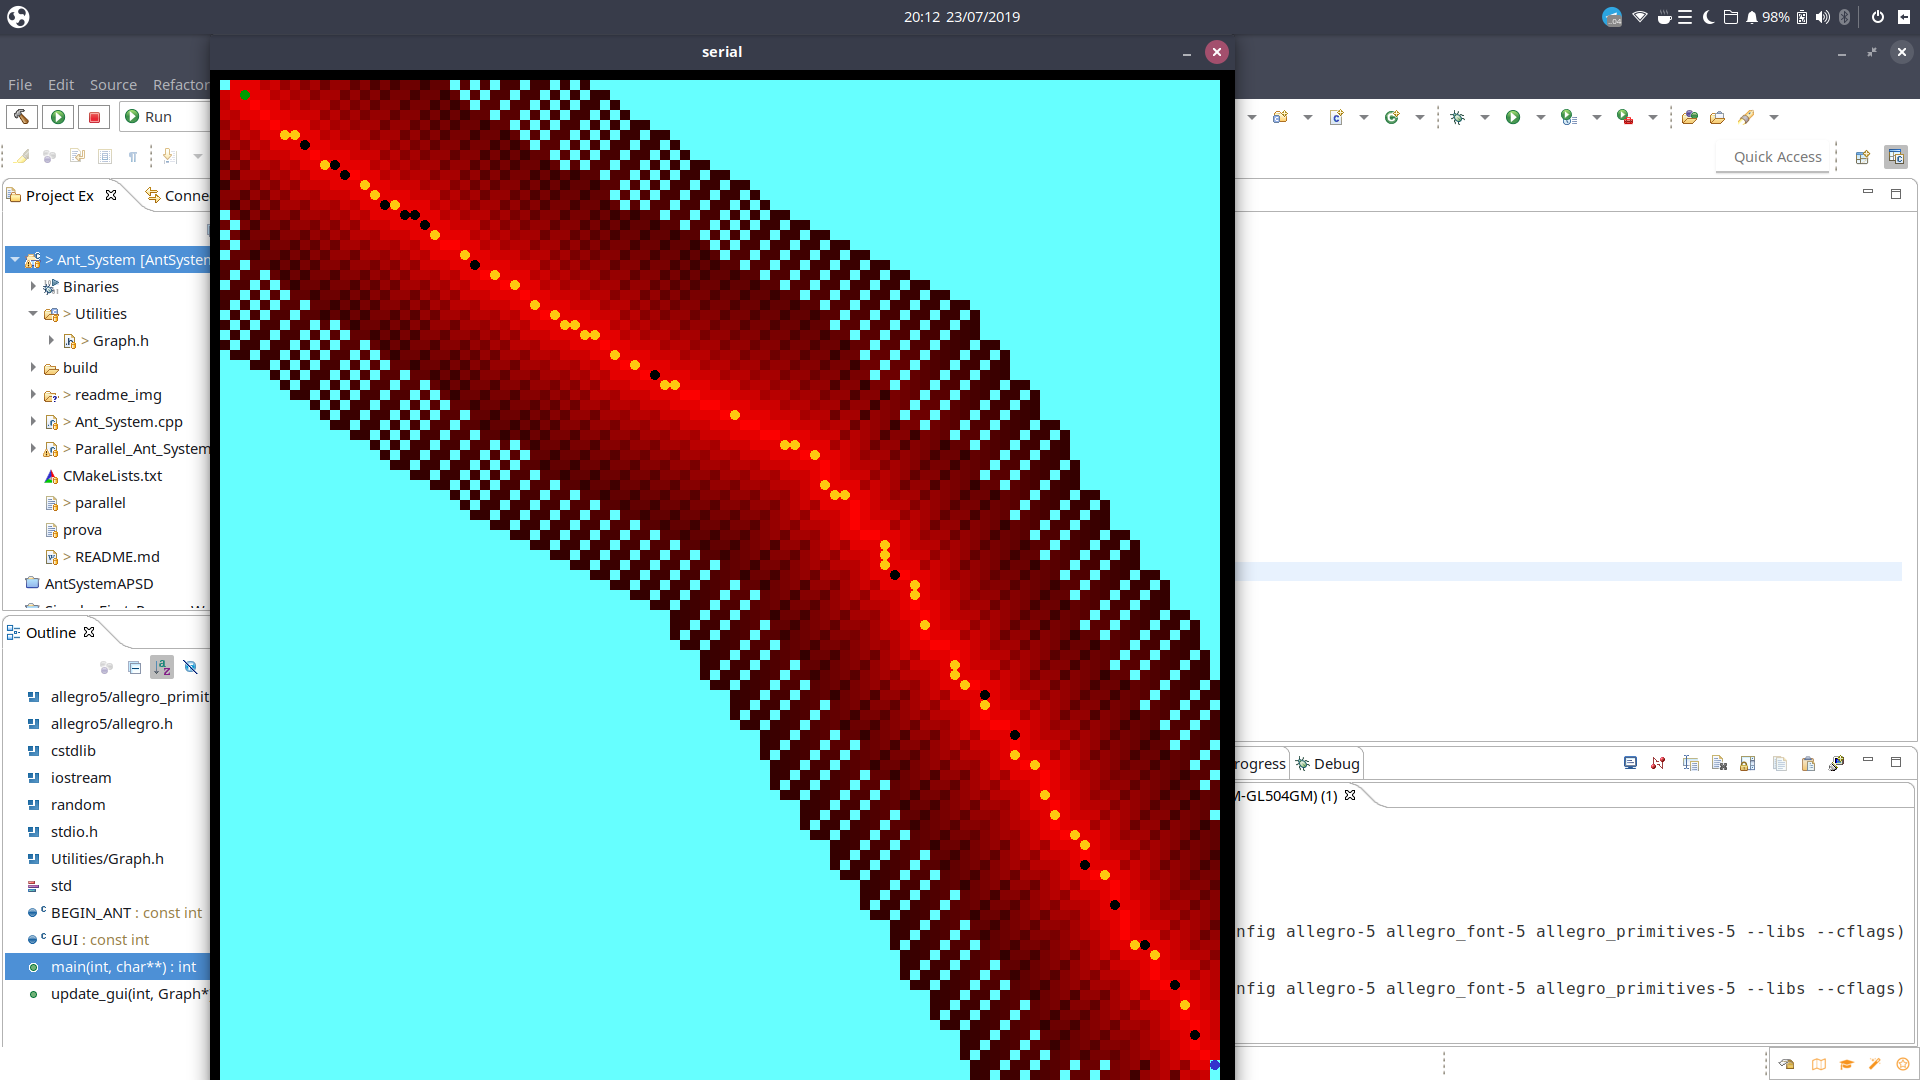 20:12 23/07/2019
98%
serial
File Edit Source Refactor
Run
Quick Access
Project Ex
Conne
> Ant_System [AntSysten
Binaries
> Utilities
> Graph.h
build
> readme_img
> Ant_System.cpp
> Parallel_Ant_System
CMakeLists.txt
> parallel
prova
> README.md
AntSystemAPSD
Outline
allegro5/allegro_primit
allegro5/allegro.h
cstdlib
iostream
random
stdio.h
Utilities/Graph.h
std
BEGIN_ANT : const int
GUI : const int
main(int, char**) : int
update_gui(int, Graph*
rogress
Debug
M-GL504GM) (1)
nfig allegro-5 allegro_font-5 allegro_primitives-5 --libs --cflags)
nfig allegro-5 allegro_font-5 allegro_primitives-5 --libs --cflags)